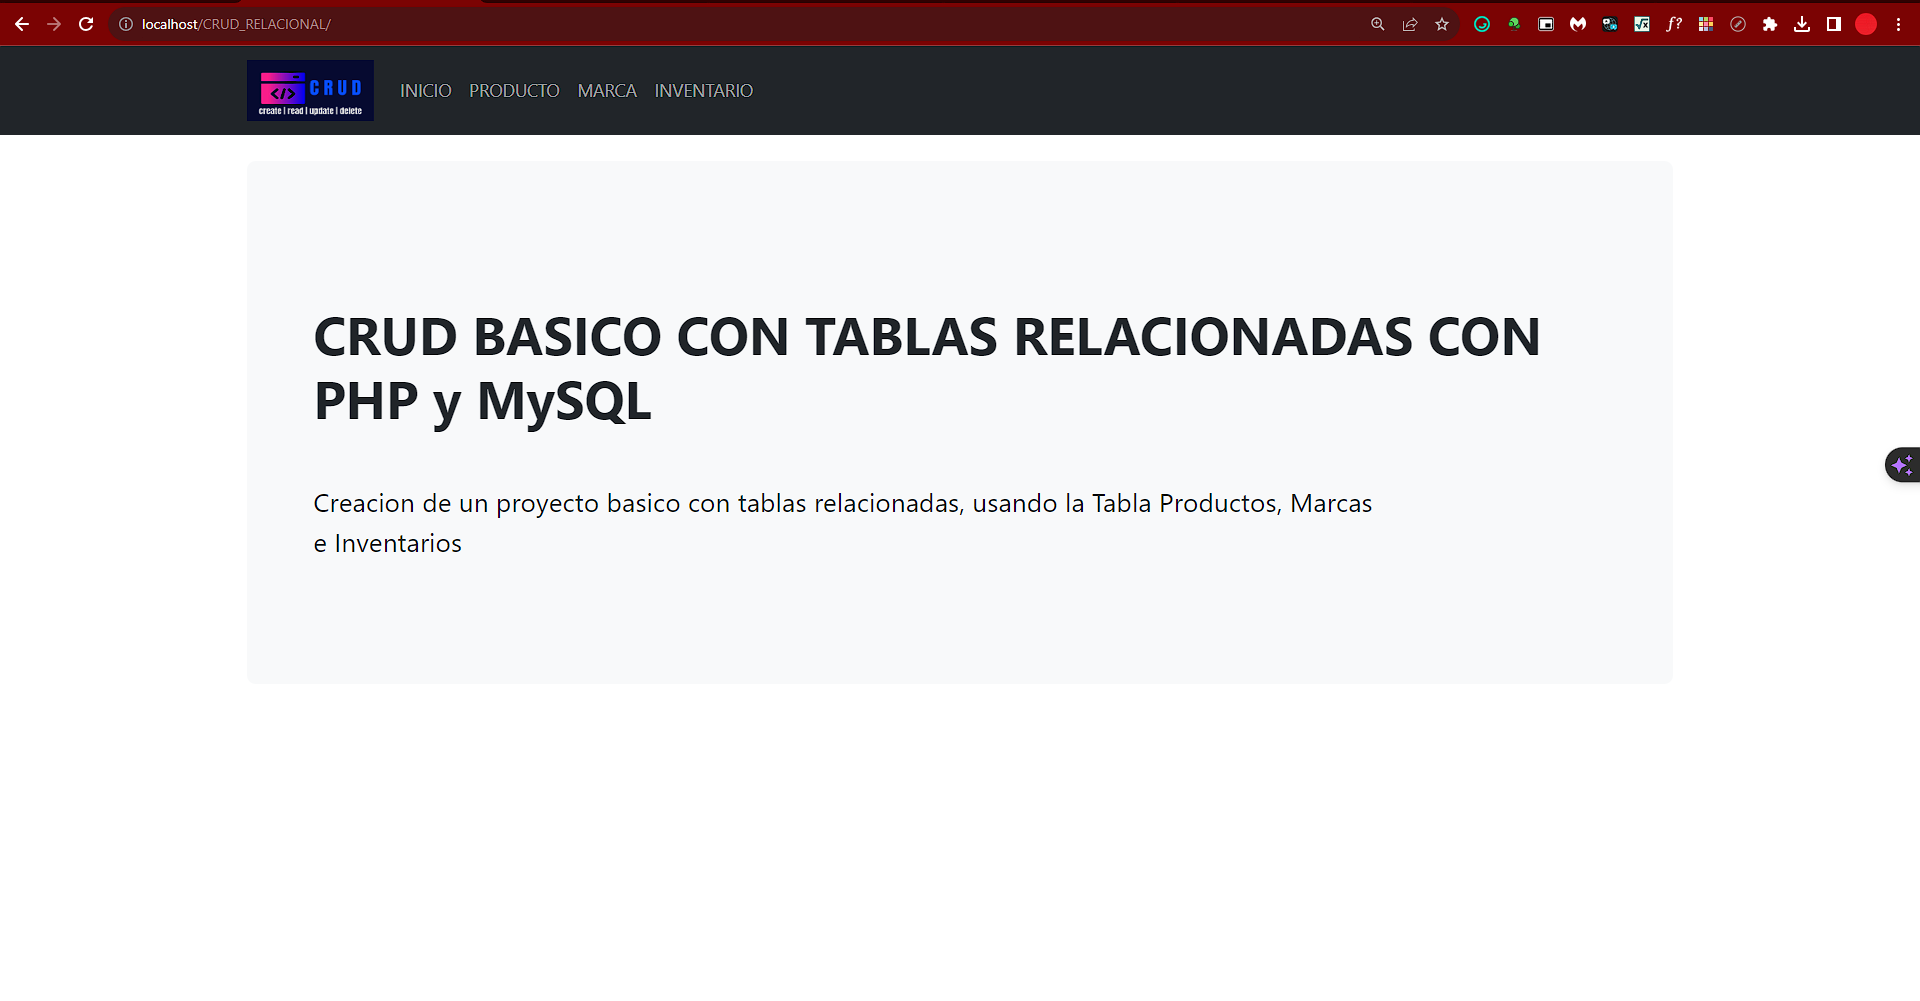 localhost/CRUD_RELACIONAL/
CRUD
create | read | update | delete
INICIO PRODUCTO MARCA INVENTARIO
CRUD BASICO CON TABLAS RELACIONADAS CON
PHP y MySQL
Creacion de un proyecto basico con tablas relacionadas, usando la Tabla Productos, Marcas
e Inventarios